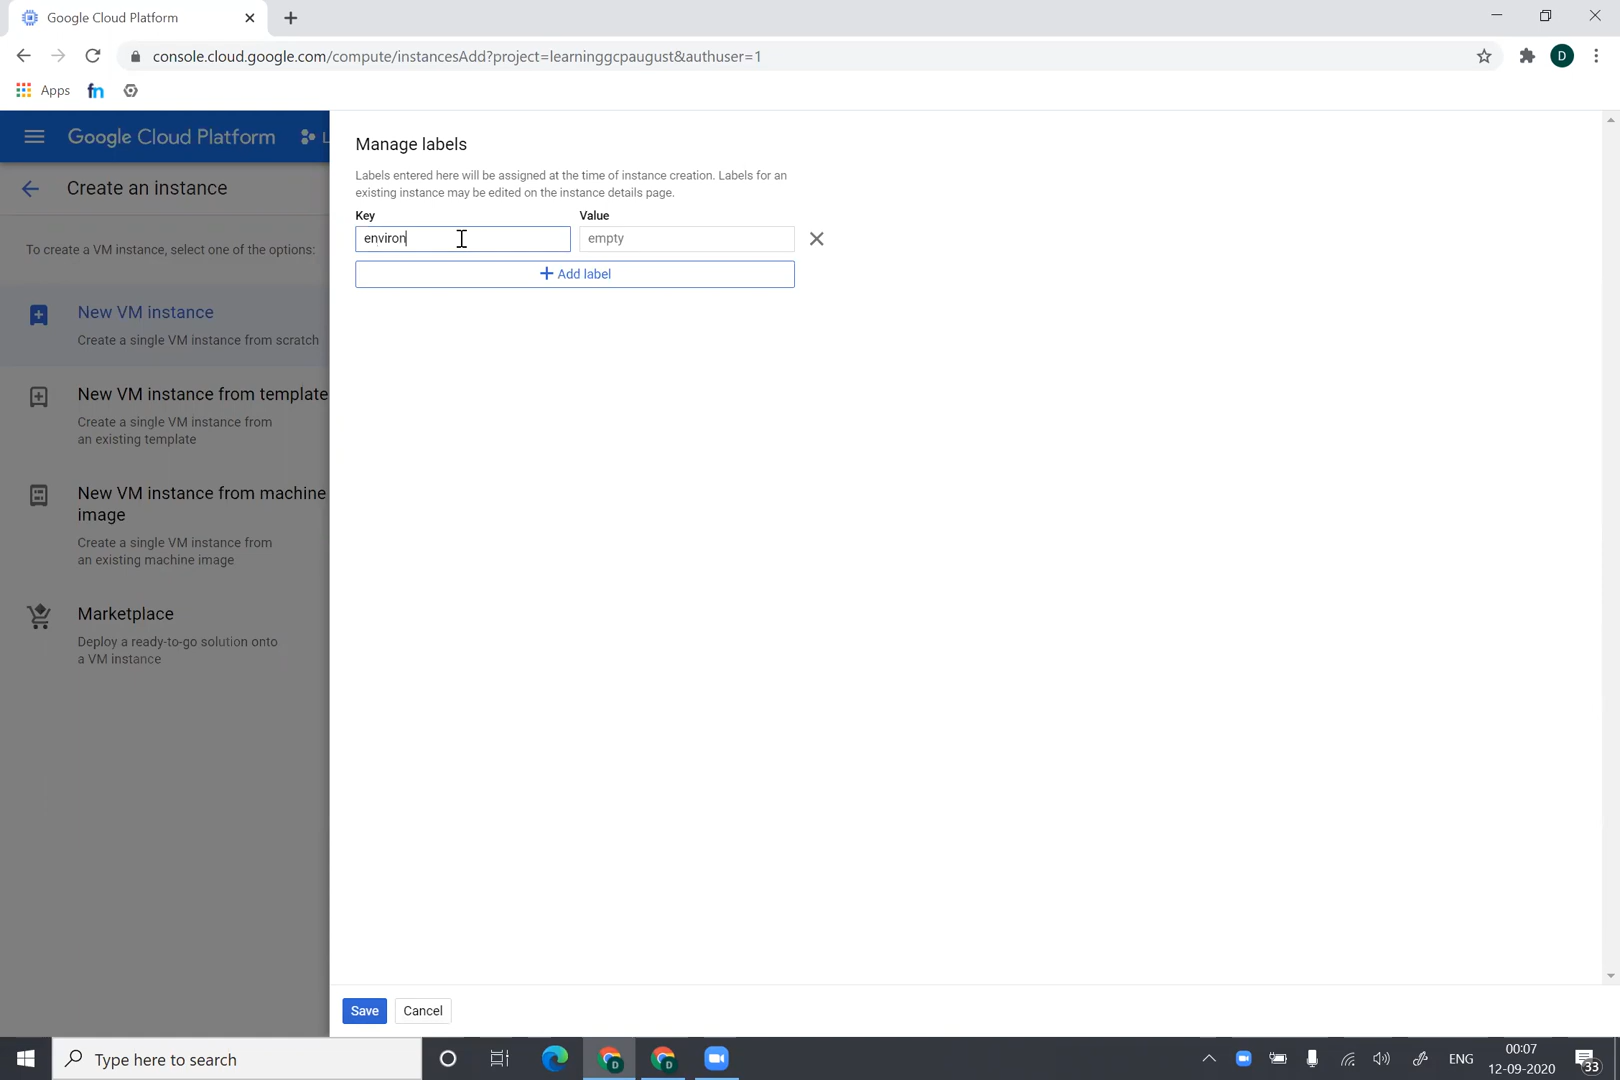 Google Cloud Platform
console.cloud.google.com/compute/instancesAdd?project=learninggcpaugust&authuser=1
D
Apps
fn
Google Cloud Platform
L
Create an instance
To create a VM instance, select one of the options:
New VM instance
Create a single VM instance from scratch
New VM instance from template
Create a single VM instance from
an existing template
New VM instance from machine
image
Create a single VM instance from
an existing machine image
Marketplace
Deploy a ready-to-go solution onto
a VM instance
Manage labels
Labels entered here will be assigned at the time of instance creation. Labels for an
existing instance may be edited on the instance details page.
Key Value
environ empty
+ Add label
Save Cancel
Type here to search
D
D
ENG
00:07
12-09-2020
33